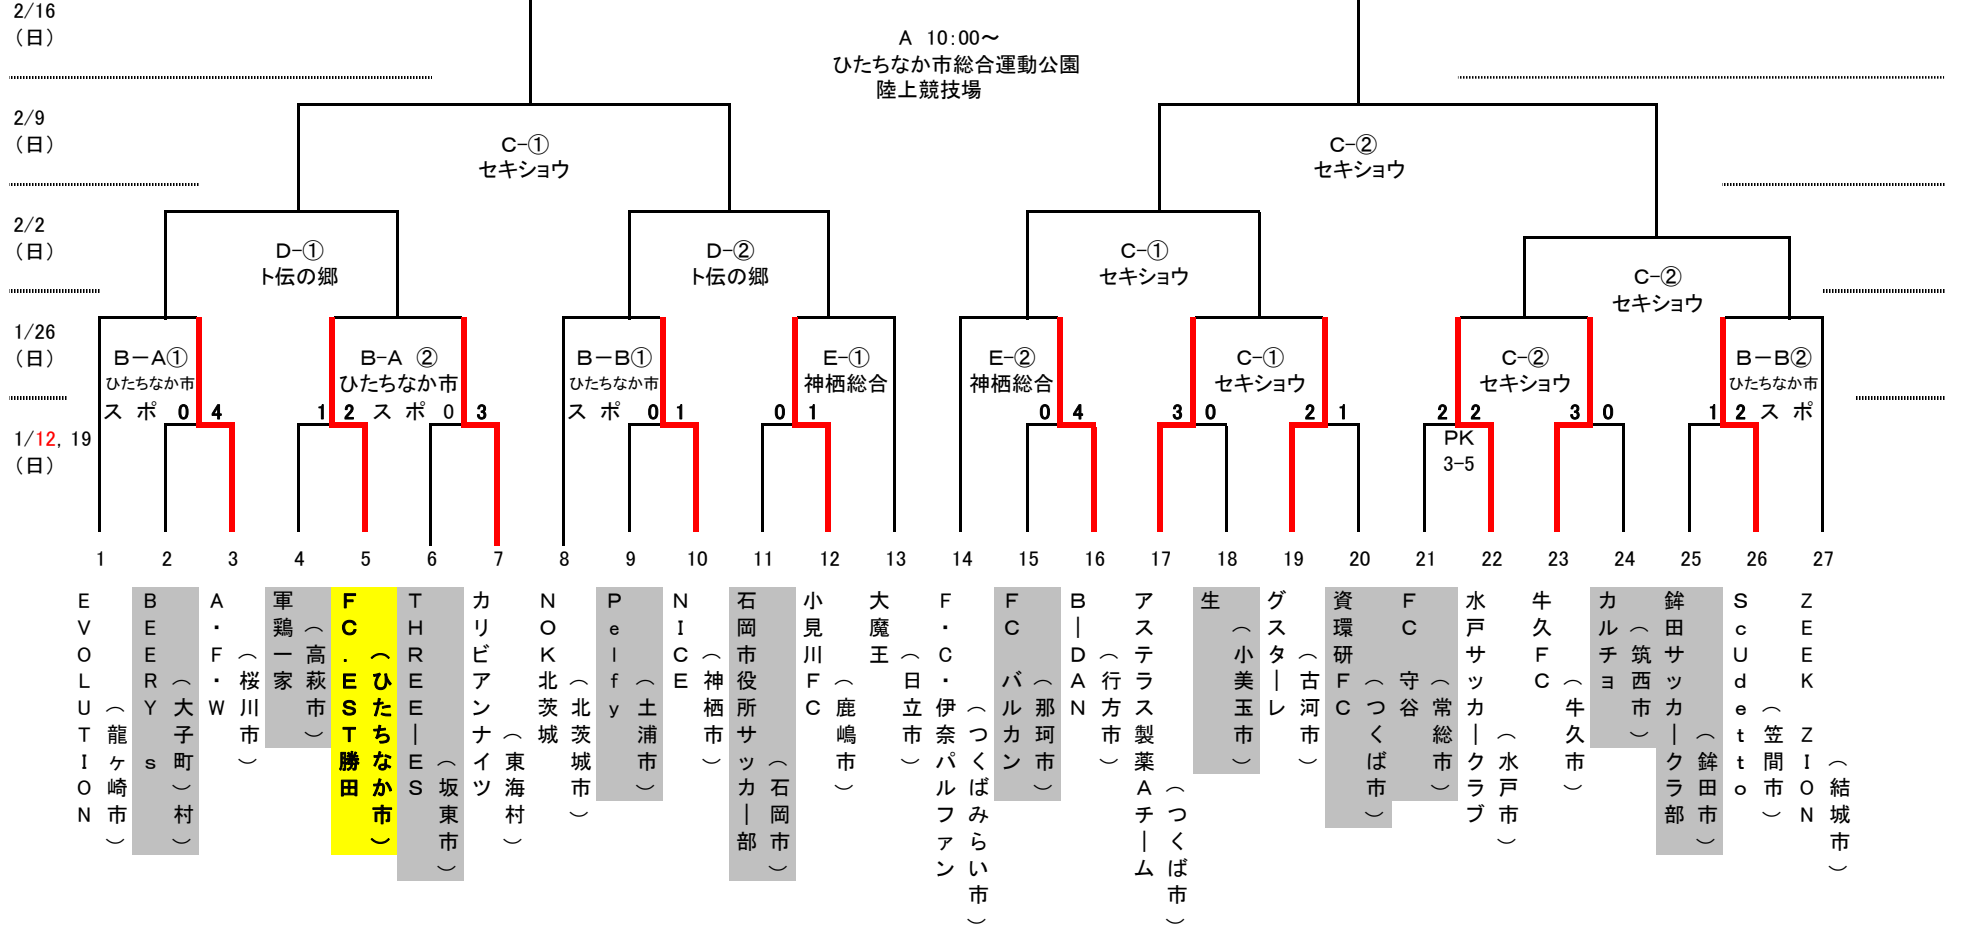 2/16
（日）
A 10:00～
ひたちなか市総合運動公園
陸上競技場
2/9
（日）
C-①
セキショウ
C-②
セキショウ
2/2
（日）
D-①
ト伝の郷
D-②
ト伝の郷
C-①
セキショウ
C-②
セキショウ
1/26
（日）
B－A①
ひたちなか市
スポ
B-A ②
ひたちなか市
スポ
B－B①
ひたちなか市
スポ
E-①
神栖総合
E-②
神栖総合
C-①
セキショウ
C-②
セキショウ
B－B②
ひたちなか市
スポ
0 4 1 2 0 3 0 1 0 1 0 4 3 0 2 1 2 2 3 0 1 2
PK
3-5
1/12, 19
（日）
1 2 3 4 5 6 7 8 9 10 11 12 13 14 15 16 17 18 19 20 21 22 23 24 25 26 27
EVOLUTION
（龍ヶ崎市）
BEERY s
（大子町）村）
A・F・W
（桜川市）
軍鶏一家
（高萩市）
FC.EST勝田
（ひたちなか市）
THREE｜ES
（坂東市）
カリビアンナイツ
（東海村）
NOK北茨城
（北茨城市）
Pelfy
（土浦市）
NICE
（神栖市）
石岡市役所サッカー部
（石岡市）
小見川FC
（鹿嶋市）
大魔王
（日立市）
F・C・伊奈パルファン
（つくばみらい市）
FC バルカン
（那珂市）
B｜DAN
（行方市）
アステラス製薬Aチーム
（つくば市）
生
（小美玉市）
グスターレ
（古河市）
資環研FC
（つくば市）
FC 守谷
（常総市）
水戸サッカークラブ
（水戸市）
牛久FC
（牛久市）
カルチョ
（筑西市）
鉾田サッカークラ部
（鉾田市）
ScUdetto
（笠間市）
ZEEK ZION
（結城市）